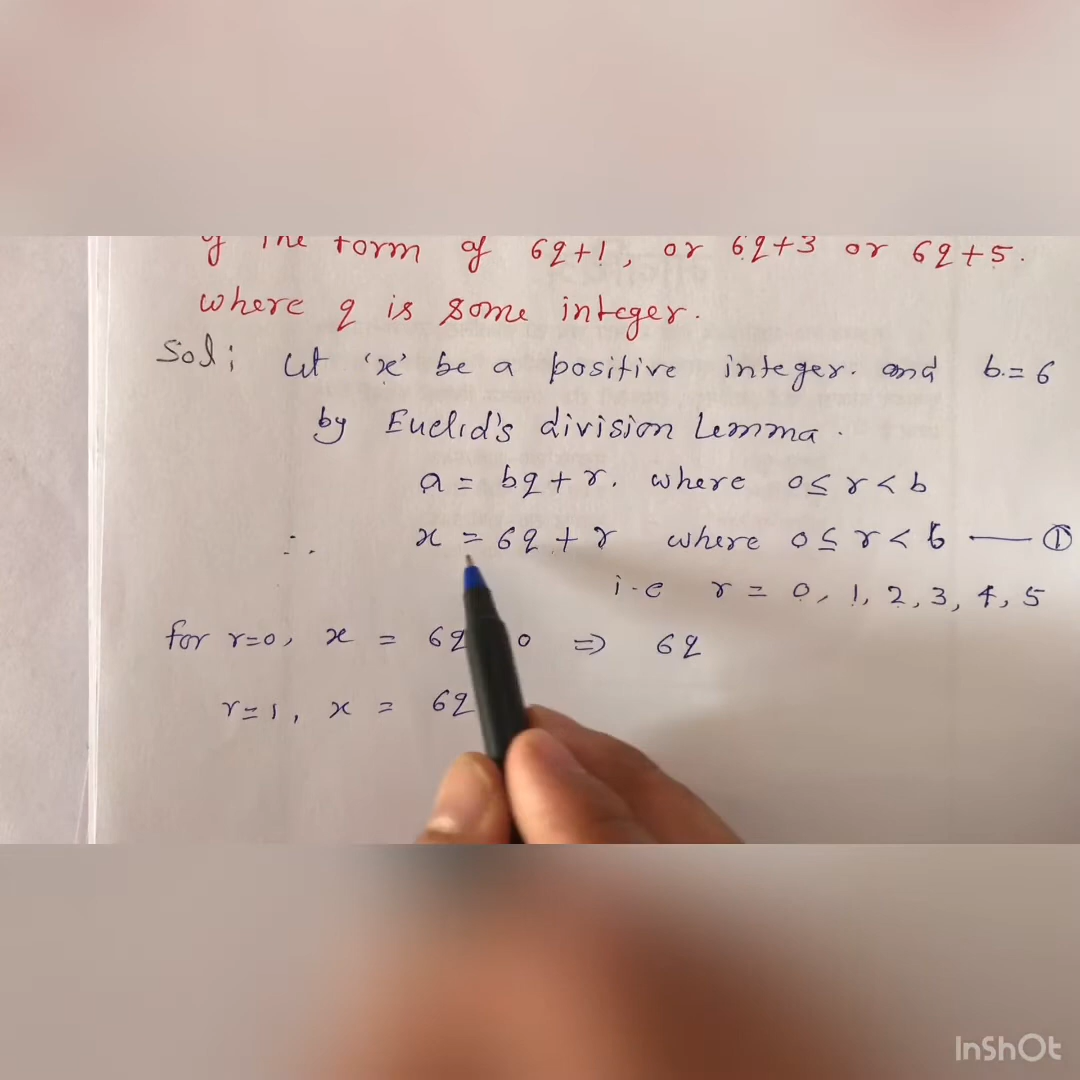 of the form of 6q+1, or 6q+3 or 6q+5.
where q is some integer.
Sol; Let 'x' be a positive integer. and b=6
by Euclid's division Lemma.
a = bq + r. where 0 ≤ r < b
∴ x = 6q + r where 0 ≤ r < 6 —— ①
i.e r = 0, 1, 2, 3, 4, 5
for r=0, x = 6q 0 ⇒ 6q
r=1, x = 6q
InShOt